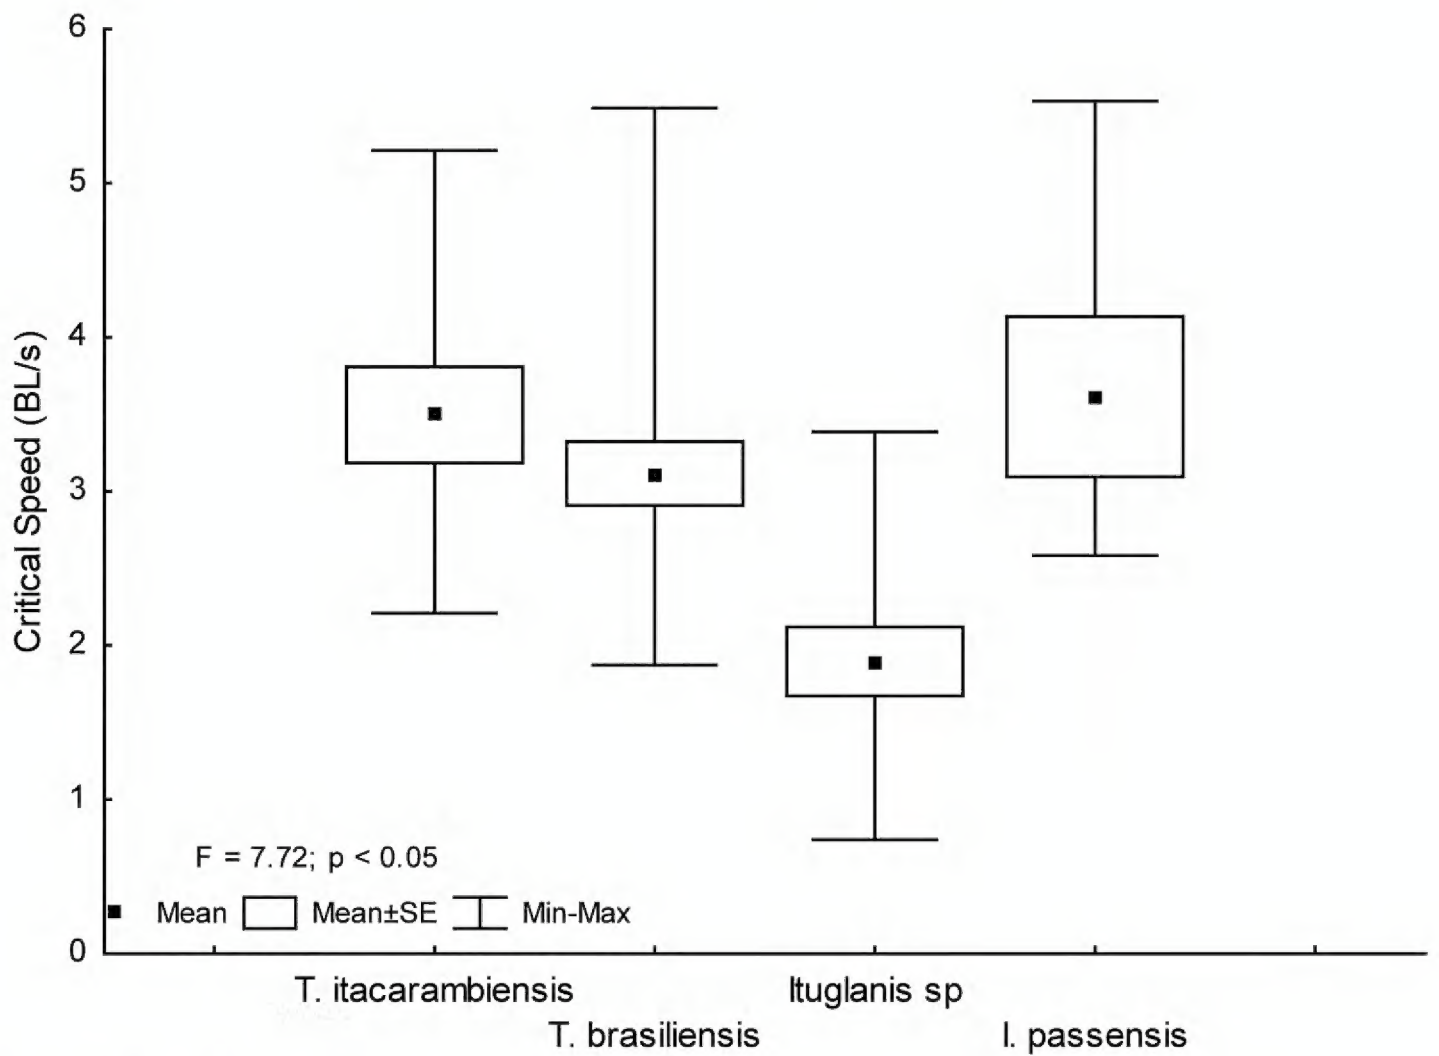 6
5
4
3
2
1
0
Critical Speed (BL/s)
F = 7.72; p < 0.05
Mean Mean±SE Min-Max
T. itacarambiensis Ituglanis sp
T. brasiliensis I. passensis